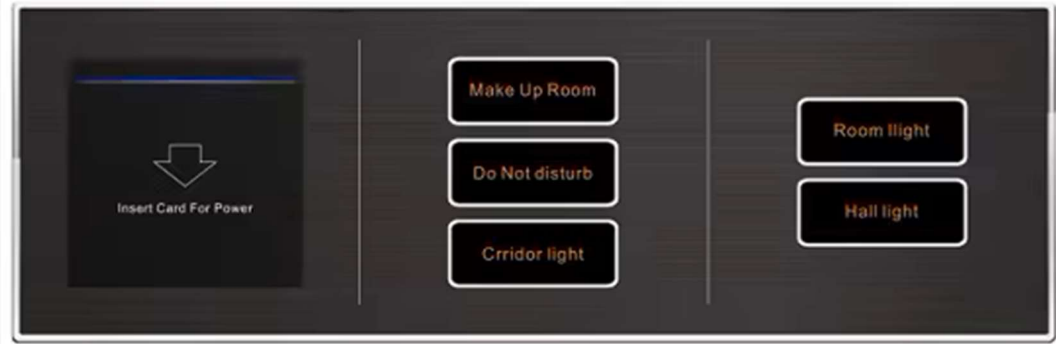 Insert Card For Power
Make Up Room
Do Not disturb
Crridor light
Room llight
Hall light